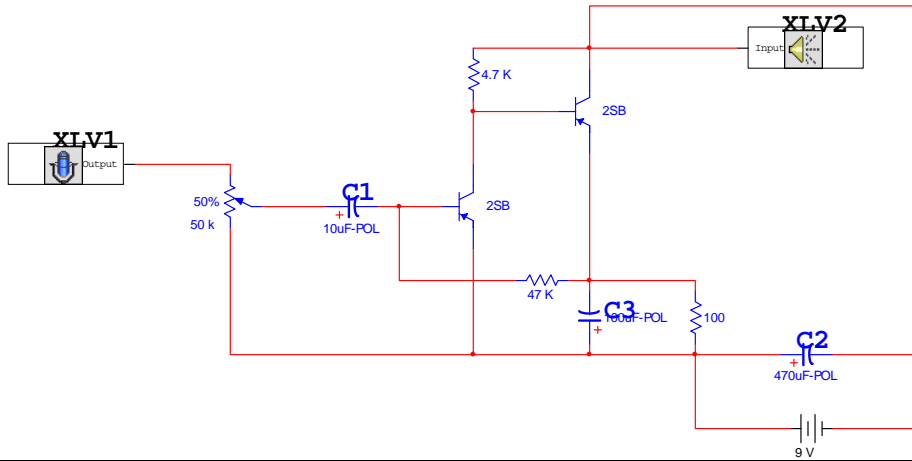 XLV2
Input
4.7 K
2SB
XLV1
Output
50%
50 k
C1
+
10uF-POL
2SB
47 K
C3
100uF-POL
+
100
C2
+
470uF-POL
9 V